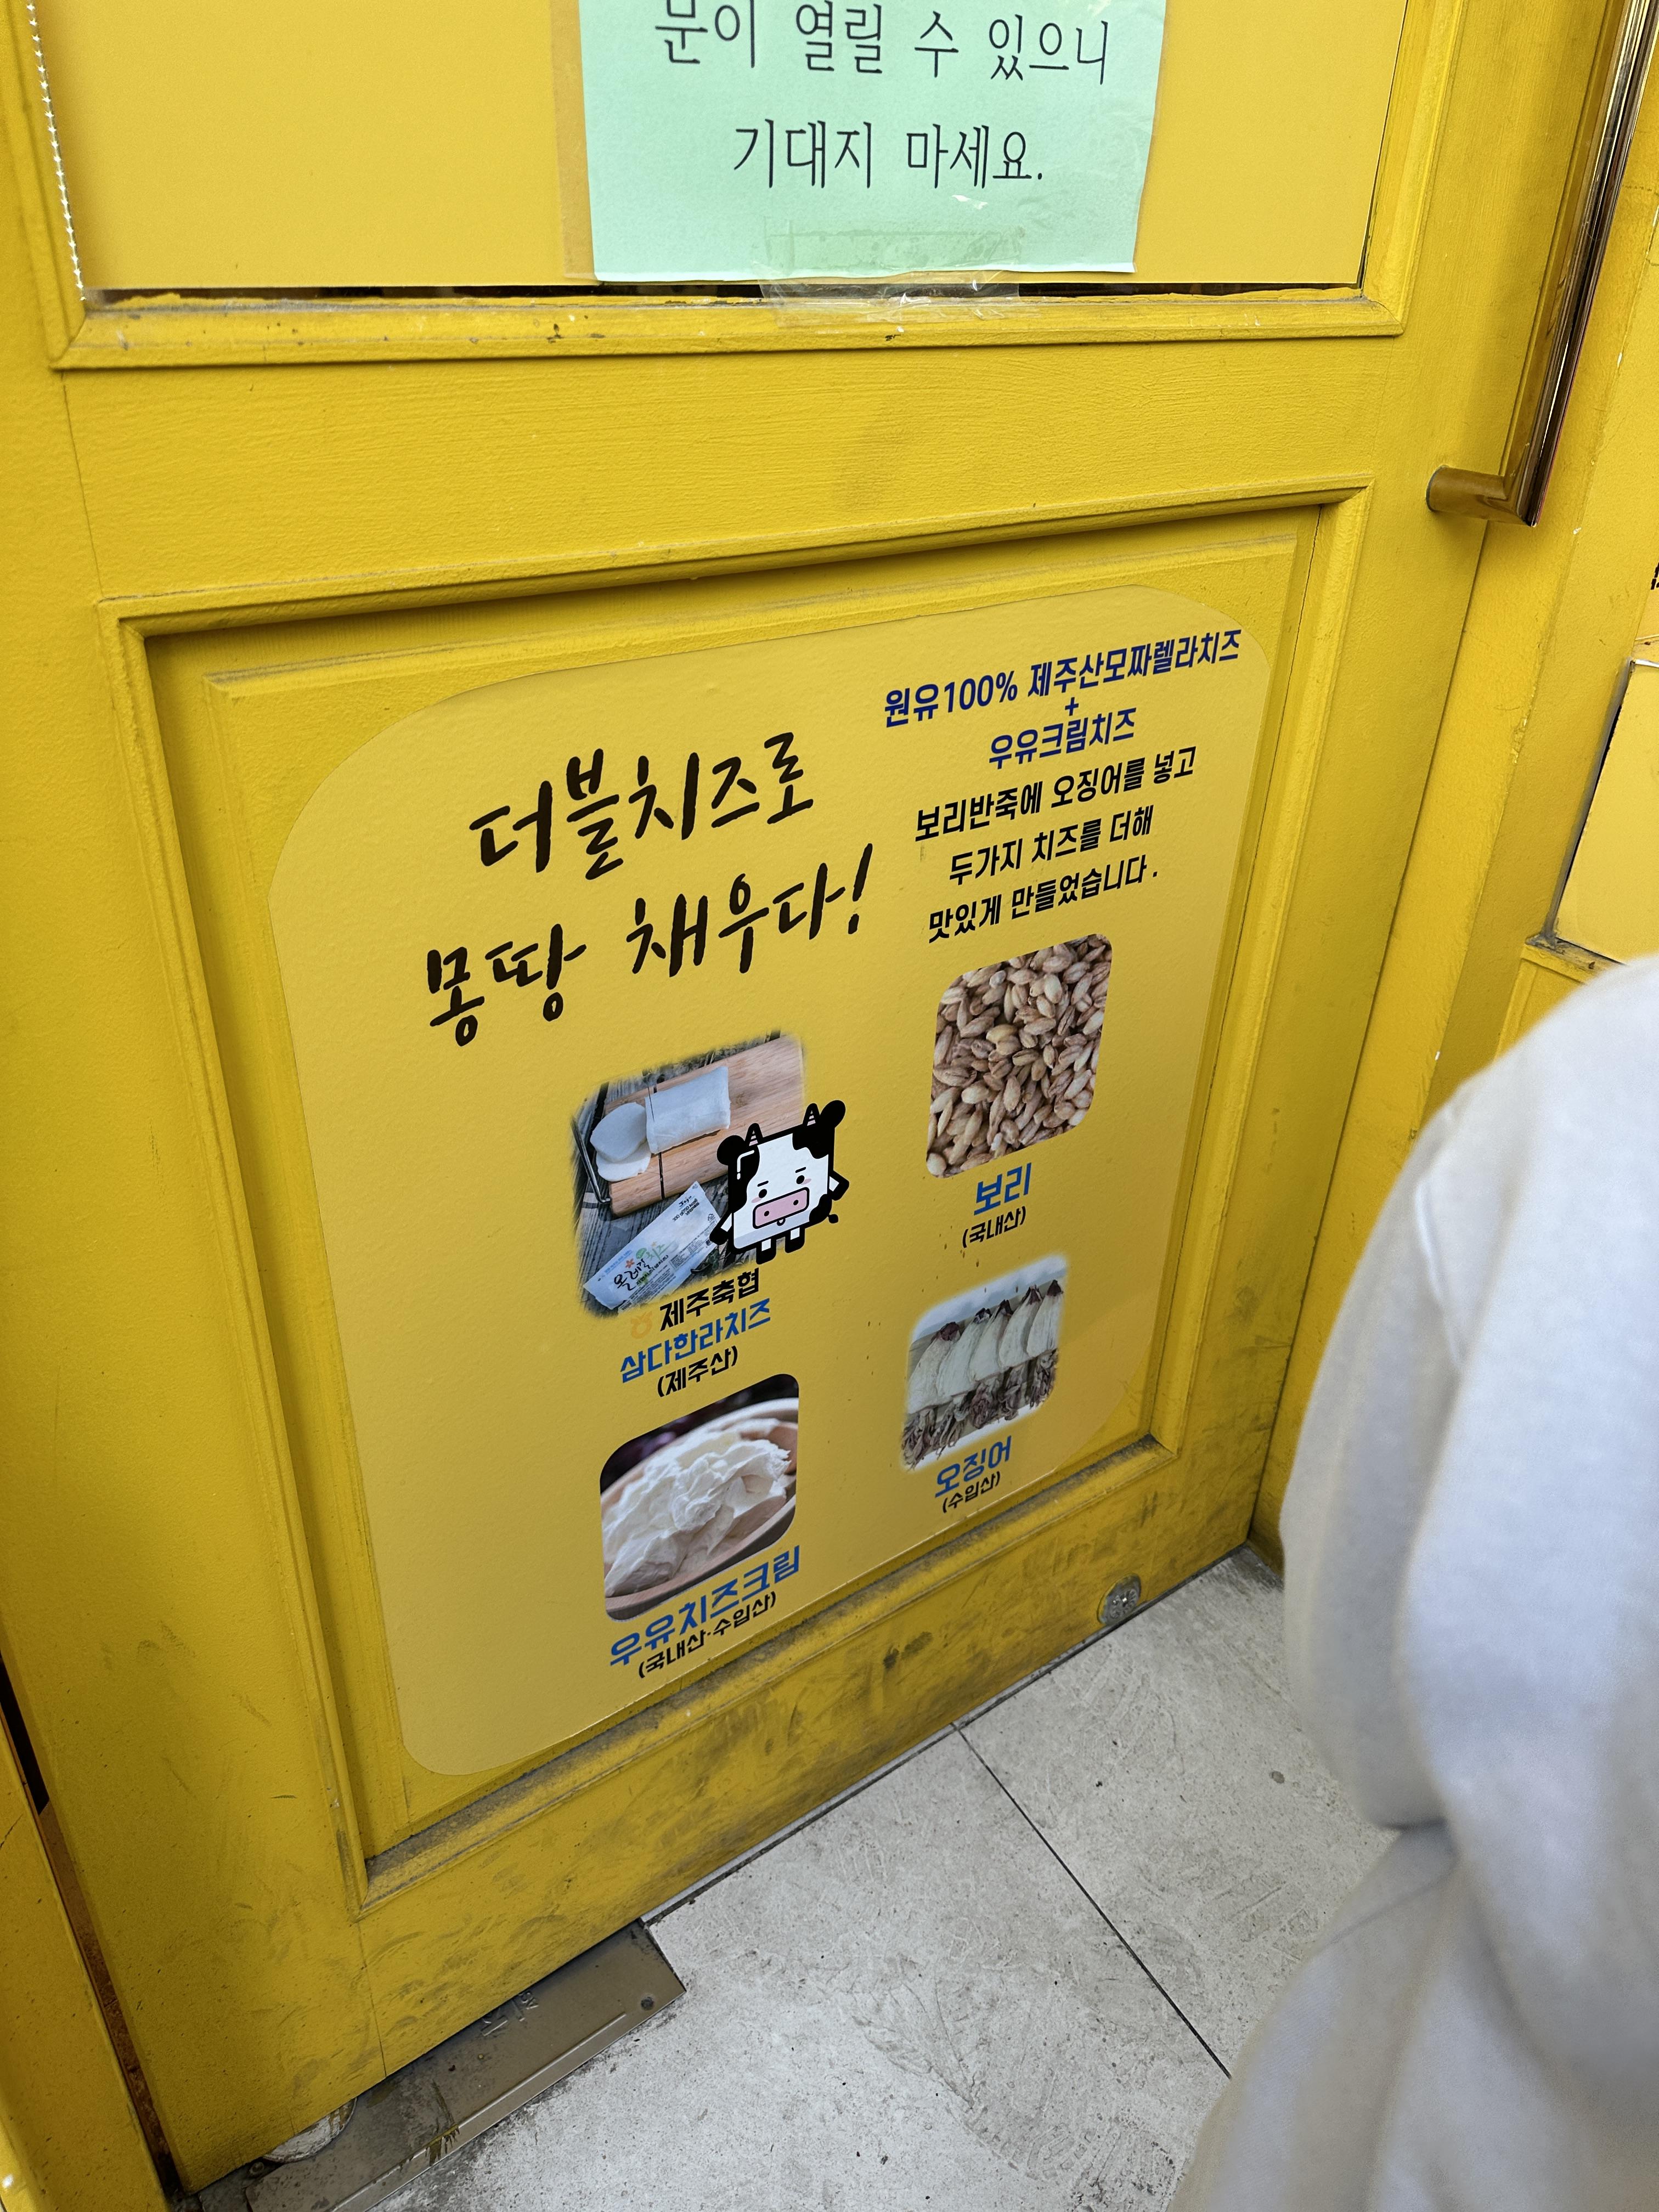 문이 열릴 수 있으니
기대지 마세요.
더블치즈로
몽땅 채우다!
원유100% 제주산모짜렐라치즈
+
우유크림치즈
보리반죽에 오징어를 넣고
두가지 치즈를 더해
맛있게 만들었습니다.
올레길
제주축협
삼다한라치즈
(제주산)
보리
(국내산)
우유치즈크림
(국내산·수입산)
오징어
(수입산)